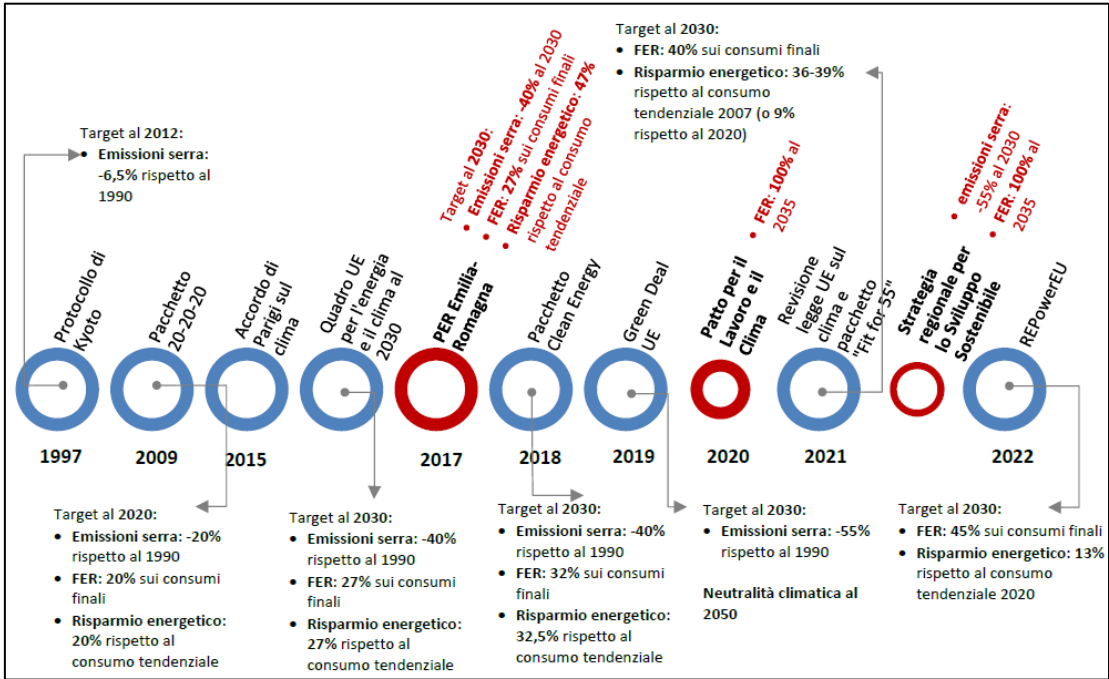 Target al 2030:
• FER: 40% sui consumi finali
• Risparmio energetico: 36-39%
rispetto al consumo
tendenziale 2007 (o 9%
rispetto al 2020)
Target al 2012:
• Emissioni serra:
-6,5% rispetto al
1990
Target al 2030:
• Emissioni serra: -40% al 2030
• FER: 27% sui consumi finali
• Risparmio energetico: 47%
rispetto al consumo
tendenziale
• FER: 100% al
2035
• emissioni serra:
-55% al 2030
• FER: 100% al
2035
Protocollo di
Kyoto
Pacchetto
20-20-20
Accordo di
Parigi sul
clima
Quadro UE
per l'energia
e il clima al
2030
PER Emilia-
Romagna
Pacchetto
Clean Energy
Green Deal
UE
Patto per il
Lavoro e il
Clima
Revisione
legge UE sul
clima e
pacchetto
"Fit for 55"
Strategia
regionale per
lo Sviluppo
Sostenibile
REPowerEU
1997
2009
2015
2017
2018
2019
2020
2021
2022
Target al 2020:
• Emissioni serra: -20%
rispetto al 1990
• FER: 20% sui consumi
finali
• Risparmio energetico:
20% rispetto al
consumo tendenziale
Target al 2030:
• Emissioni serra: -40%
rispetto al 1990
• FER: 27% sui consumi
finali
• Risparmio energetico:
27% rispetto al
consumo tendenziale
Target al 2030:
• Emissioni serra: -40%
rispetto al 1990
• FER: 32% sui consumi
finali
• Risparmio energetico:
32,5% rispetto al
consumo tendenziale
Target al 2030:
• Emissioni serra: -55%
rispetto al 1990
Neutralità climatica al
2050
Target al 2030:
• FER: 45% sui consumi finali
• Risparmio energetico: 13%
rispetto al consumo
tendenziale 2020